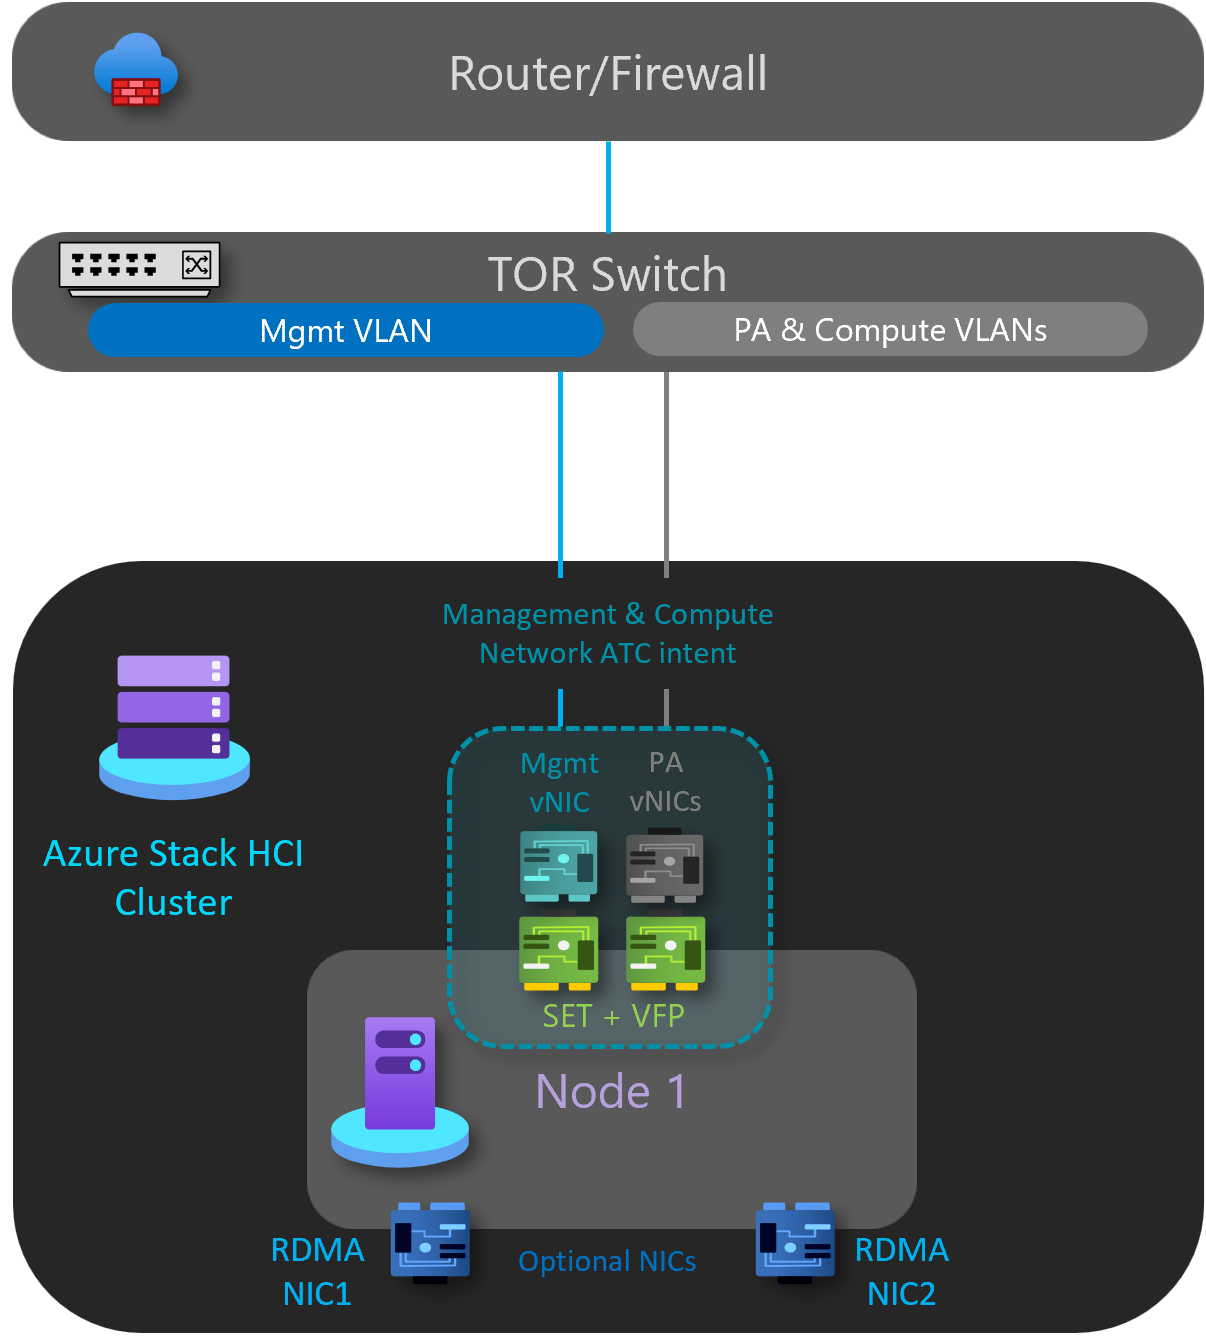 Router/Firewall
TOR Switch
Mgmt VLAN
PA & Compute VLANs
Management & Compute
Network ATC intent
Mgmt
vNIC
PA
vNICs
Azure Stack HCI
Cluster
SET + VFP
Node 1
RDMA
NIC1
Optional NICs
RDMA
NIC2